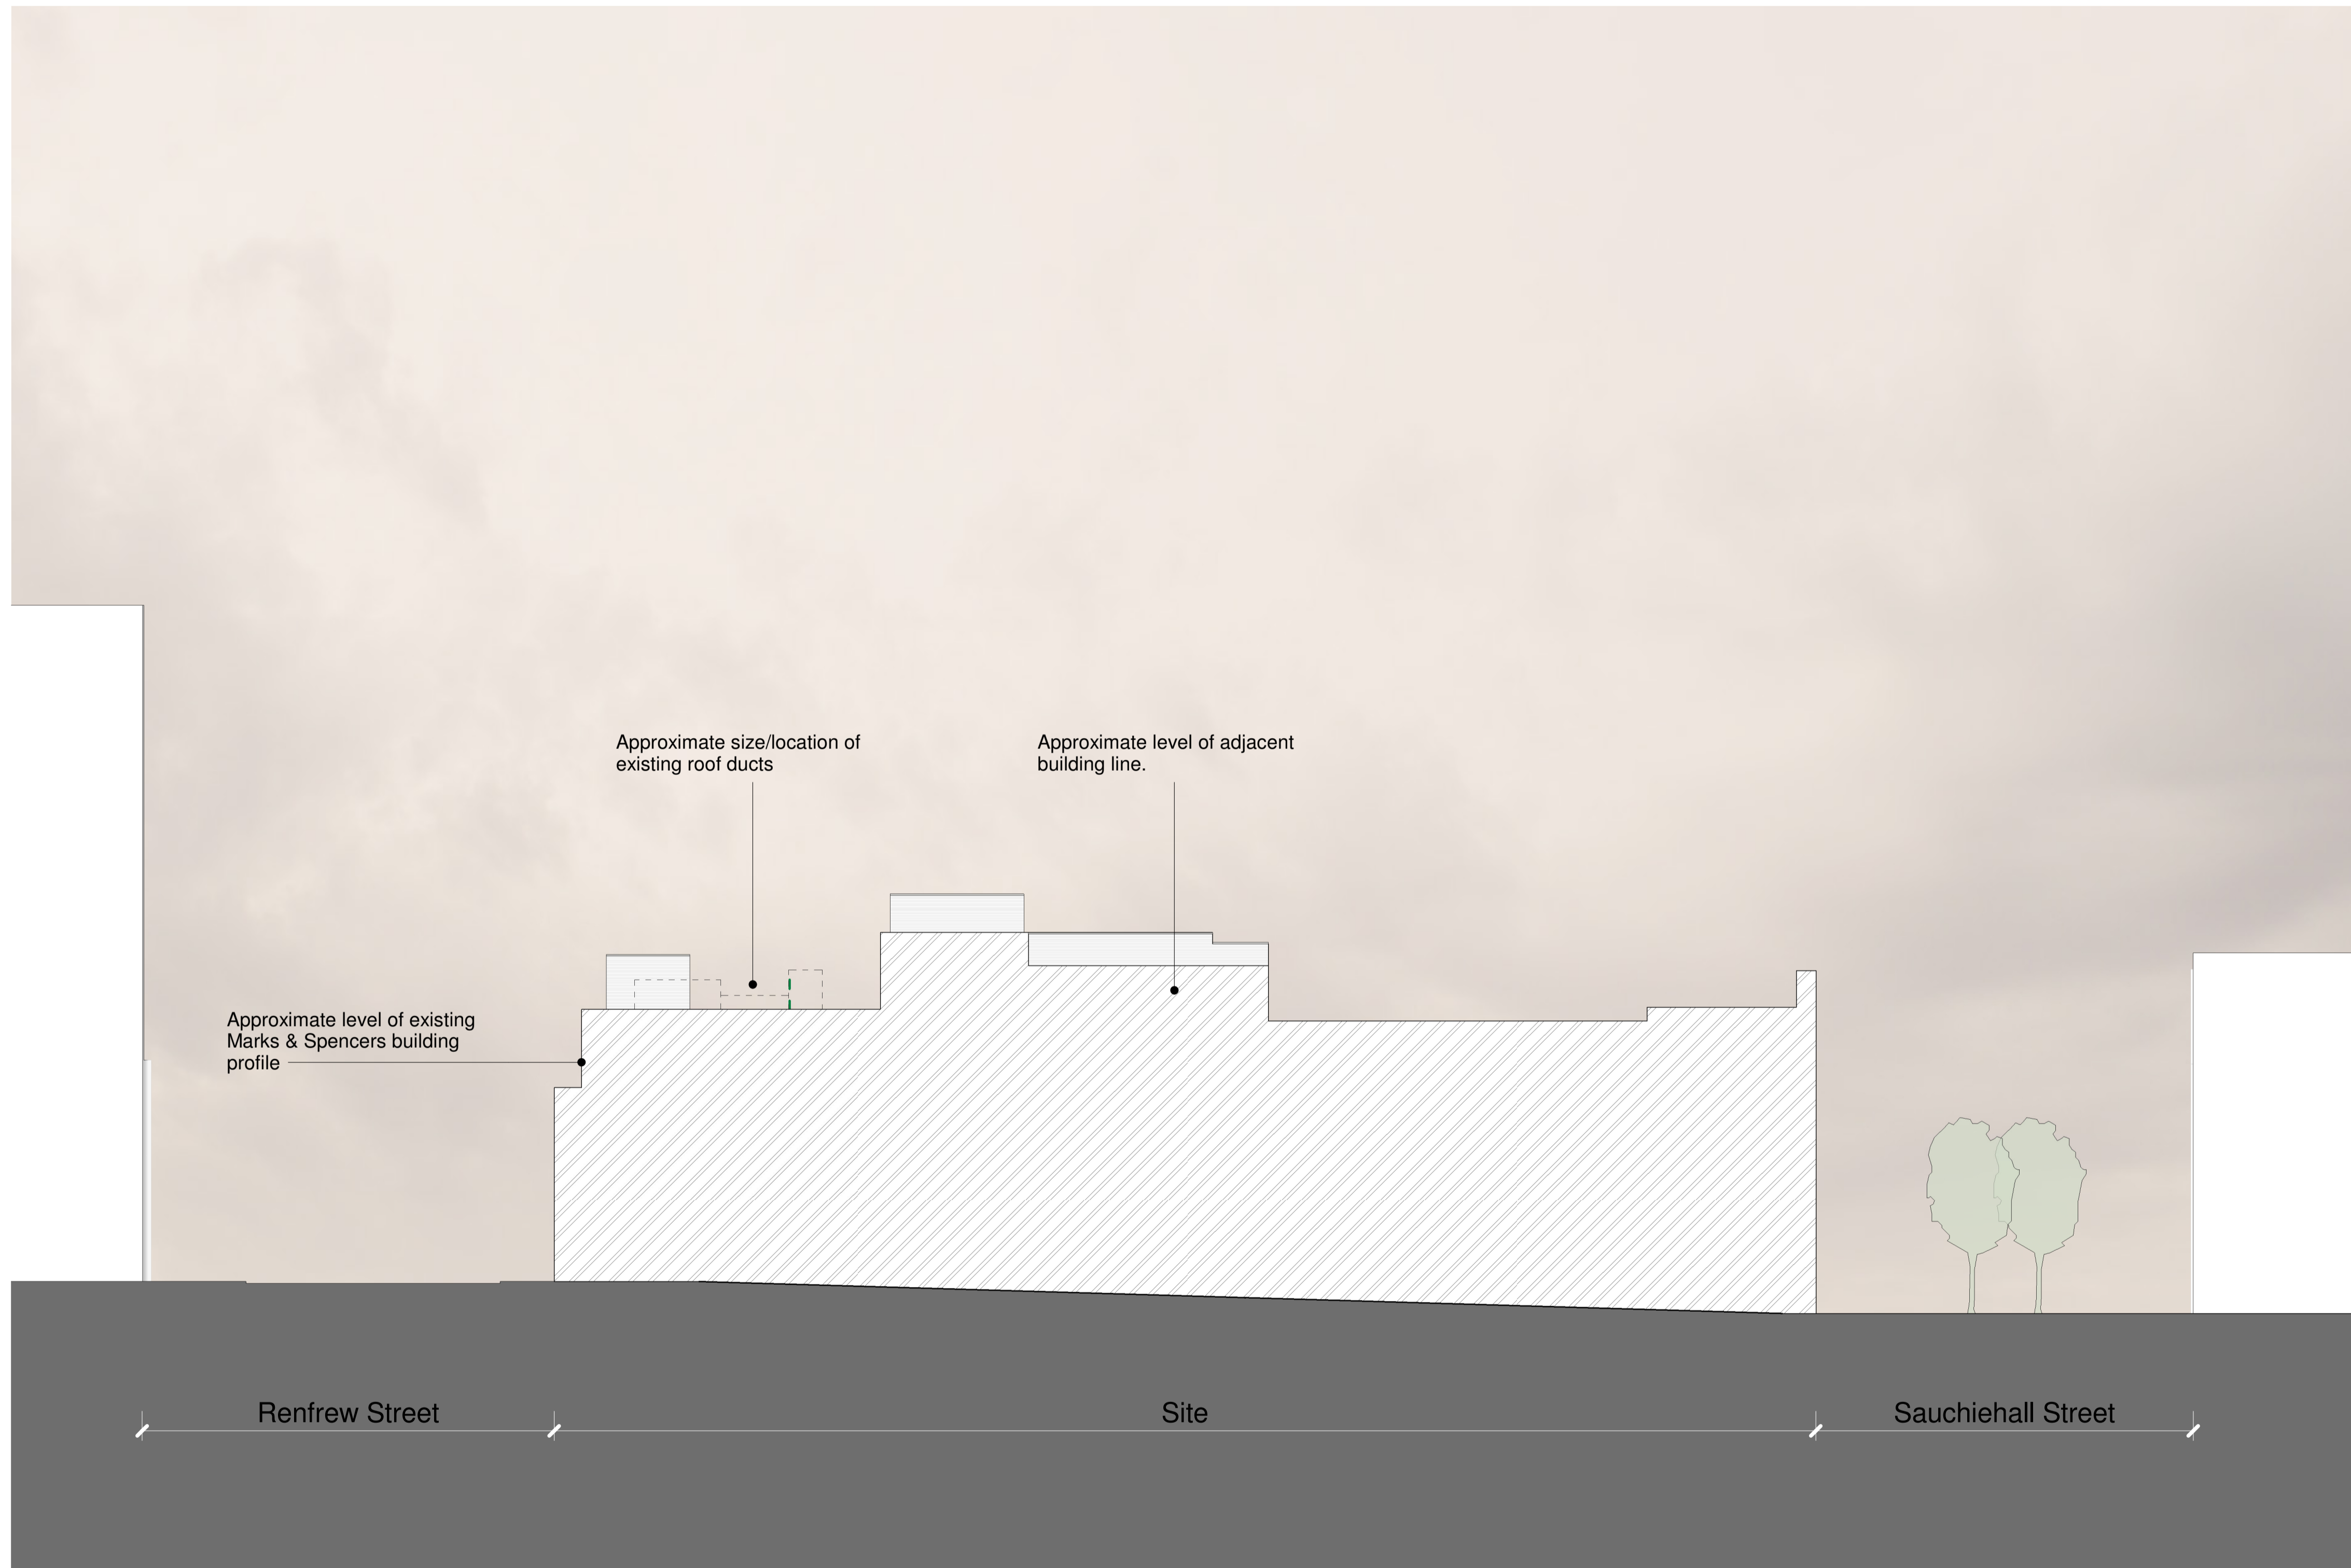 Approximate size/location of
existing roof ducts
Approximate level of adjacent
building line.
Approximate level of existing
Marks & Spencers building
profile
Renfrew Street
Site
Sauchiehall Street